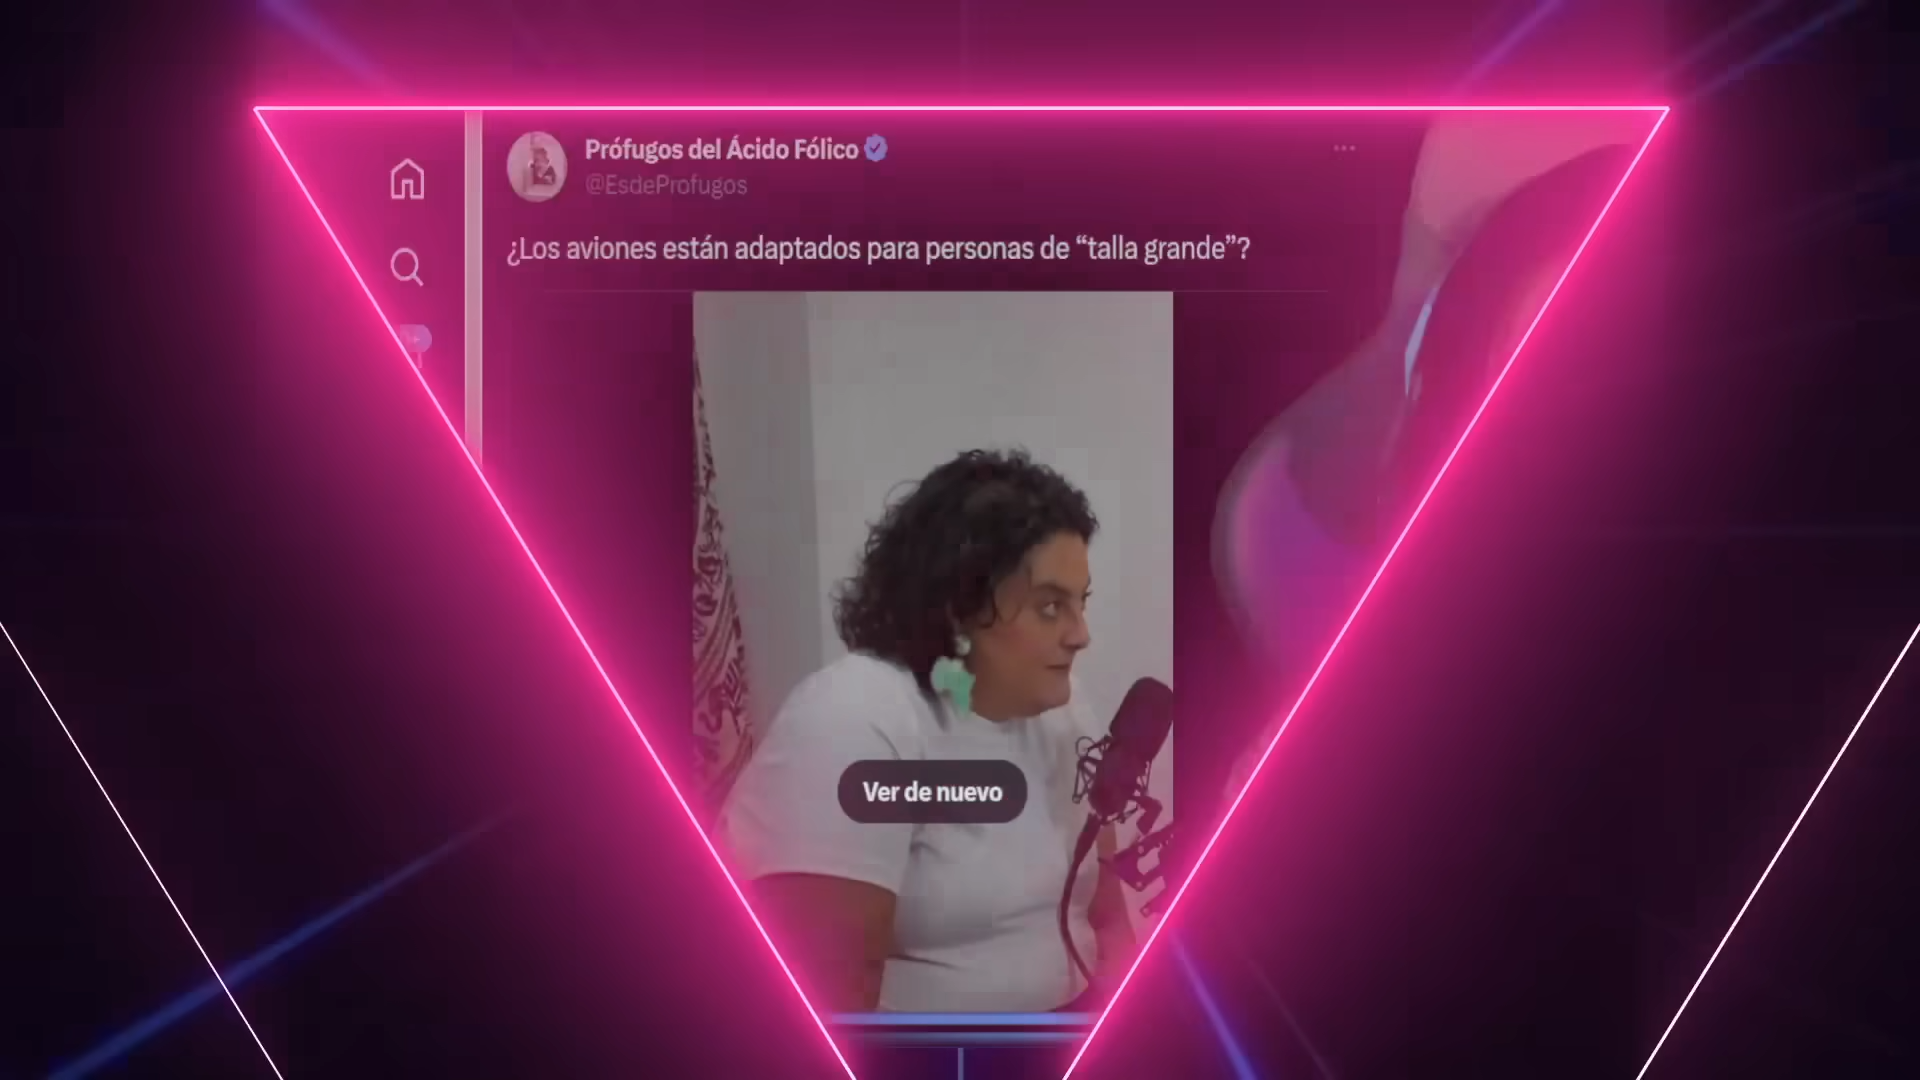 Prófugos del Ácido Fólico
@EsdeProfugos
¿Los aviones están adaptados para personas de “talla grande”?
Ver de nuevo